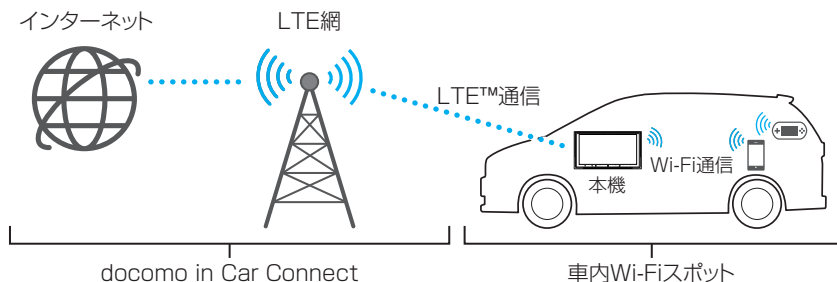 インターネット
LTE網
LTE™通信
Wi-Fi通信
本機
docomo in Car Connect
車内Wi-Fiスポット